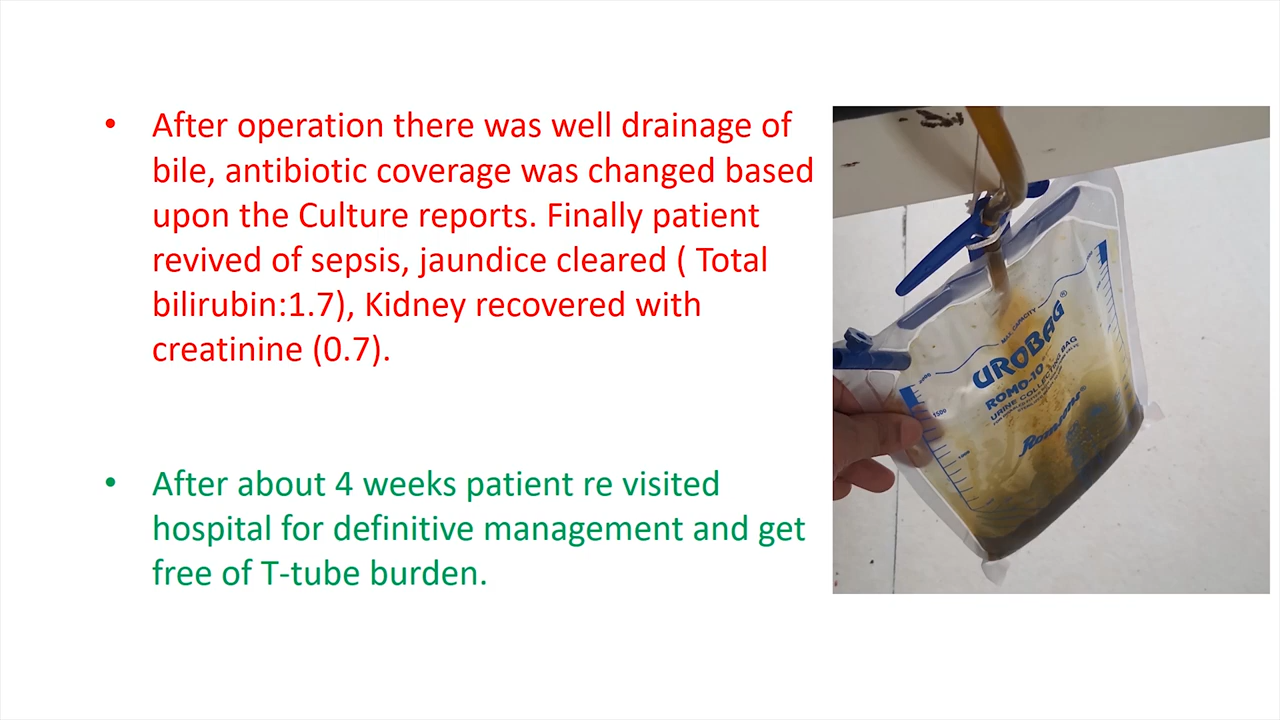 • After operation there was well drainage of
bile, antibiotic coverage was changed based
upon the Culture reports. Finally patient
revived of sepsis, jaundice cleared ( Total
bilirubin:1.7), Kidney recovered with
creatinine (0.7).
• After about 4 weeks patient re visited
hospital for definitive management and get
free of T-tube burden.
MAX. CAPACITY
UROBAG®
ROMO-10
URINE COLLECTING BAG
Romsons®
1500